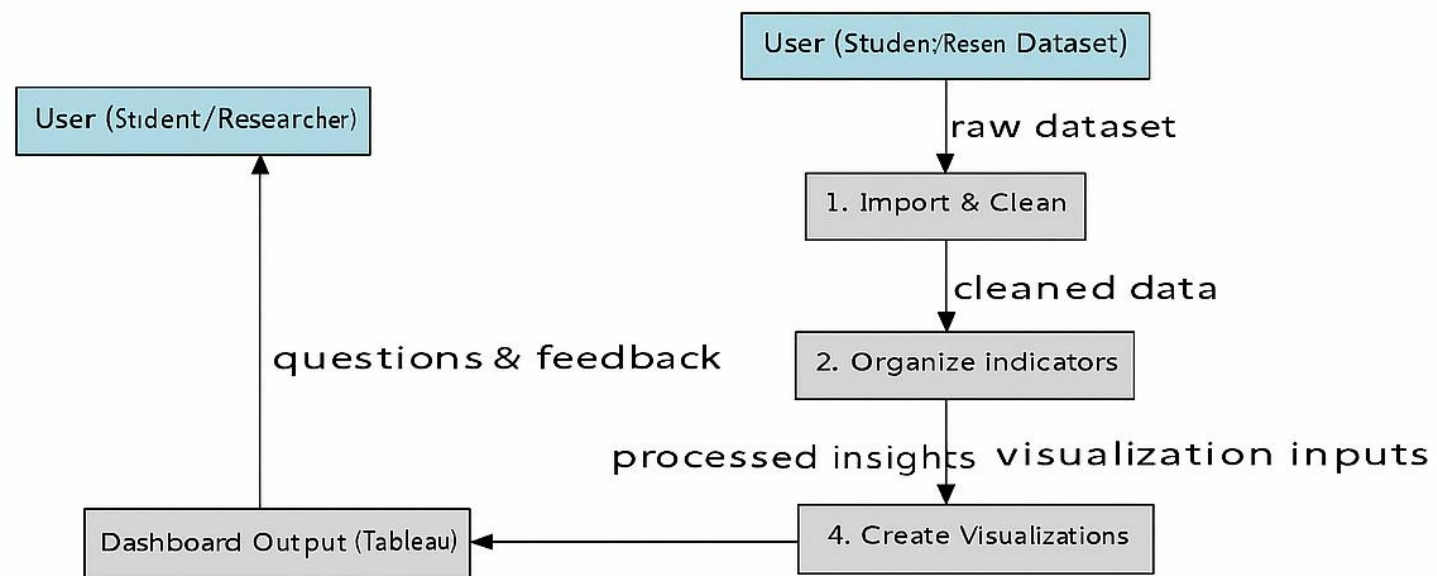 User (Studen:/Resen Dataset)
User (Stident/Researcher)
raw dataset
1. Import & Clean
cleaned data
2. Organize indicators
questions & feedback
processed insights
visualization inputs
4. Create Visualizations
Dashboard Output (Tableau)